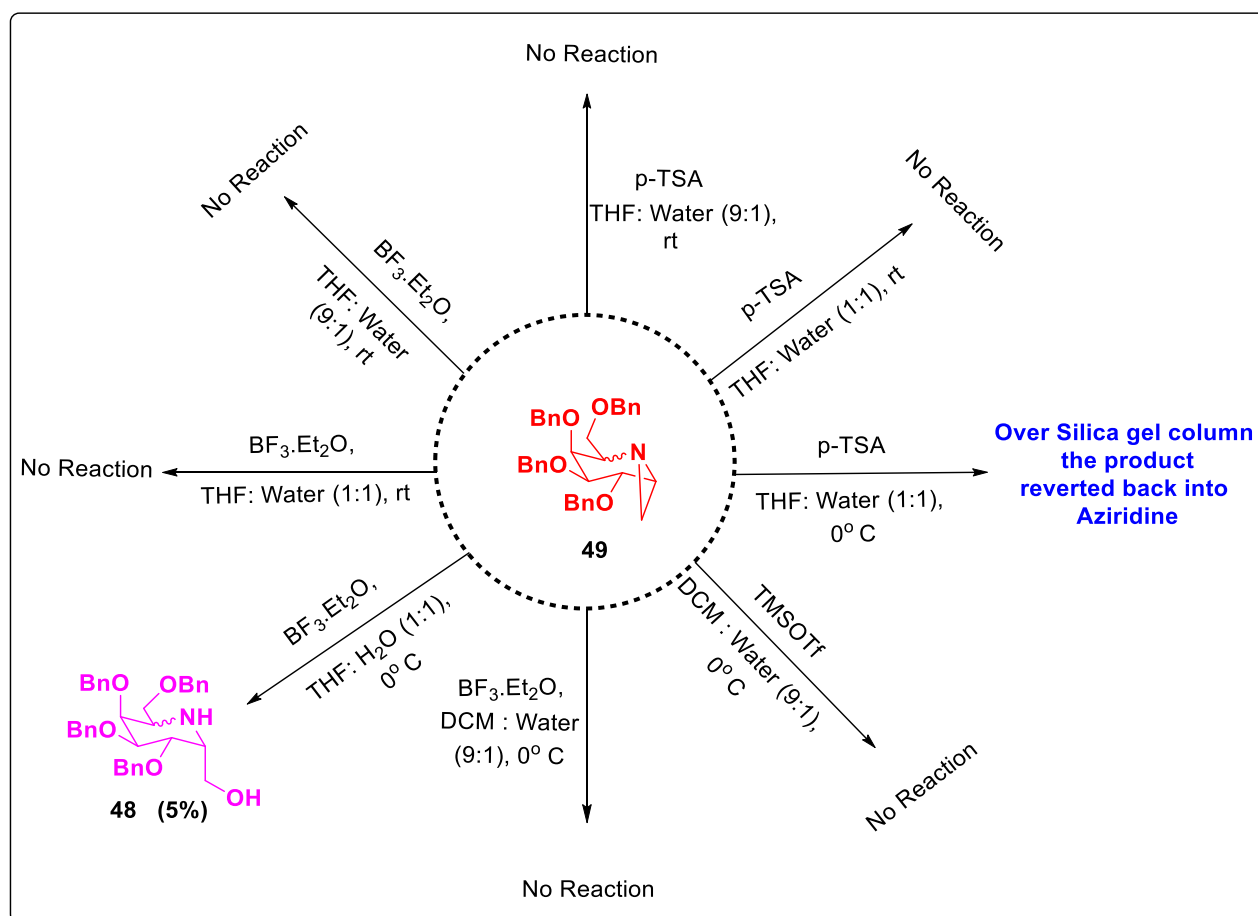 No Reaction
No Reaction
BF3.Et2O,
THF: Water
(9:1), rt
p-TSA
THF: Water (9:1),
rt
No Reaction
p-TSA
THF: Water (1:1), rt
No Reaction
BF3.Et2O,
THF: Water (1:1), rt
BnO
OBn
BnO
BnO
N
49
p-TSA
THF: Water (1:1),
0o C
Over Silica gel column
the product
reverted back into
Aziridine
BF3.Et2O,
THF: H2O (1:1),
0o C
BnO
OBn
BnO
BnO
NH
OH
48 (5%)
BF3.Et2O,
DCM : Water
(9:1), 0o C
No Reaction
TMSOTf
DCM : Water (9:1),
0o C
No Reaction